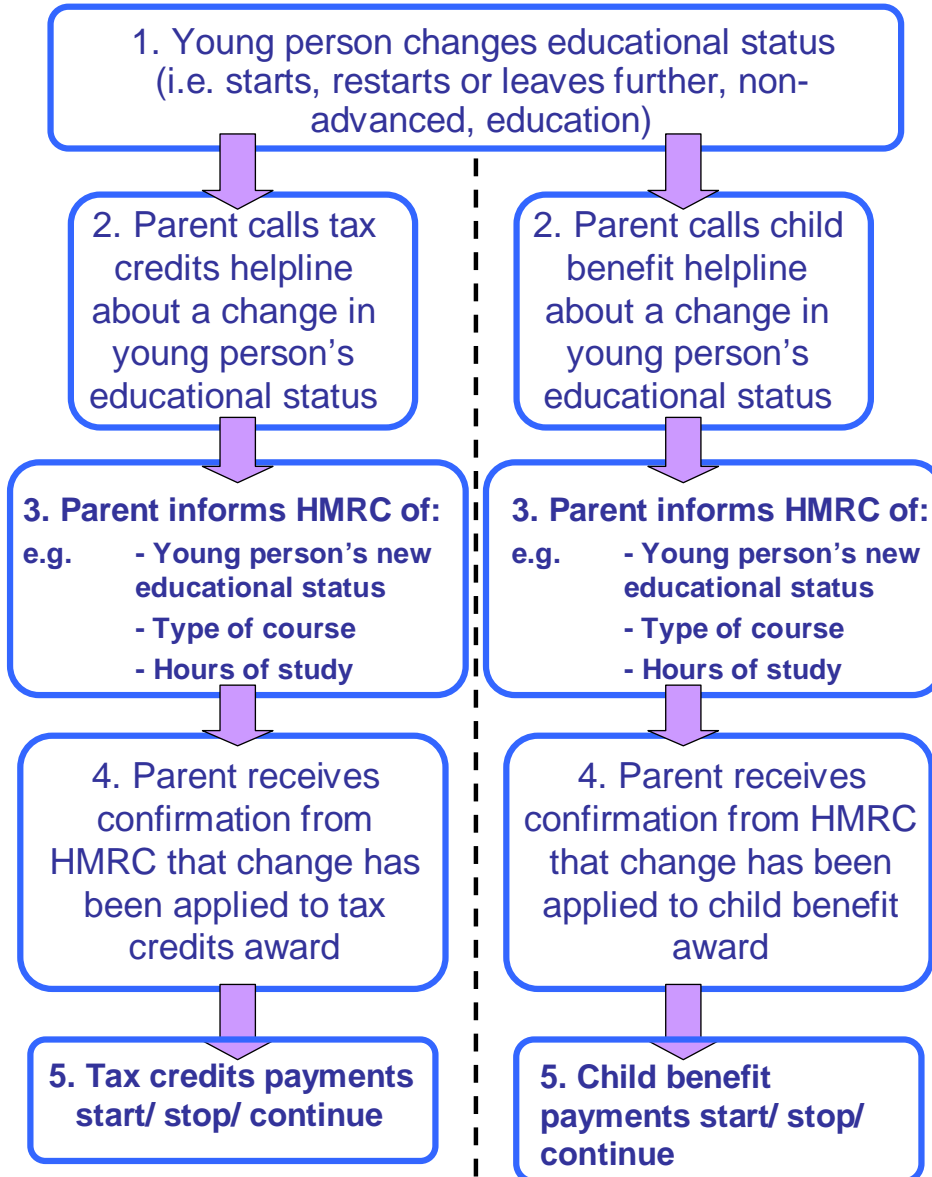 1. Young person changes educational status
(i.e. starts, restarts or leaves further, non-
advanced, education)
2. Parent calls tax
credits helpline
about a change in
young person's
educational status
3. Parent informs HMRC of:
e.g. - Young person's new
educational status
- Type of course
- Hours of study
4. Parent receives
confirmation from
HMRC that change has
been applied to tax
credits award
5. Tax credits payments
start/ stop/ continue
2. Parent calls child
benefit helpline
about a change in
young person's
educational status
3. Parent informs HMRC of:
e.g. - Young person's new
educational status
- Type of course
- Hours of study
4. Parent receives
confirmation from HMRC
that change has been
applied to child benefit
award
5. Child benefit
payments start/ stop/
continue